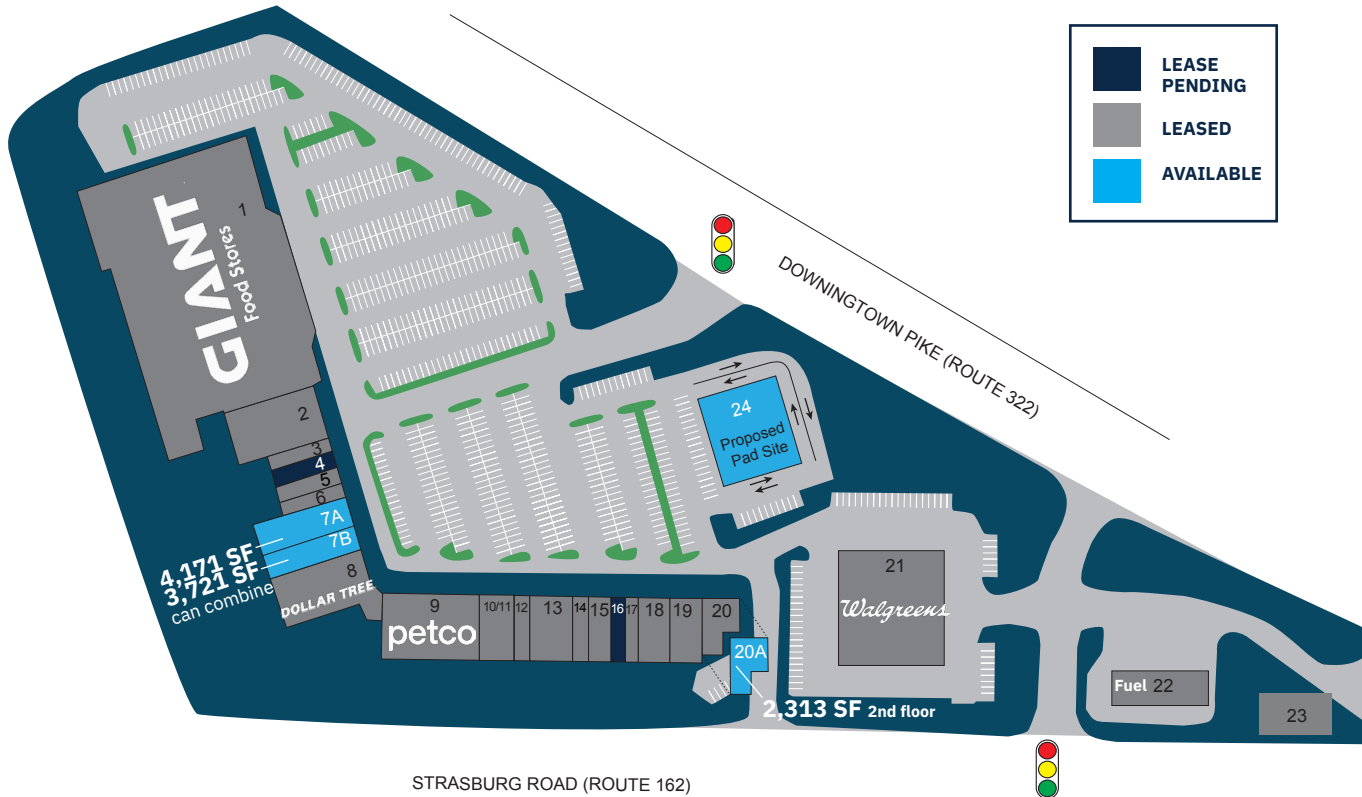 LEASE
PENDING
LEASED
AVAILABLE
DOWNINGTOWN PIKE (ROUTE 322)
GIANT
Food Stores
1
2
3
4
5
6
7A
7B
4,171 SF
3,721 SF
can combine
8
DOLLAR TREE
9
petco
10/11
12
13
14
15
16
17
18
19
20
20A
2,313 SF 2nd floor
24
Proposed
Pad Site
21
Walgreens
Fuel 22
23
STRASBURG ROAD (ROUTE 162)